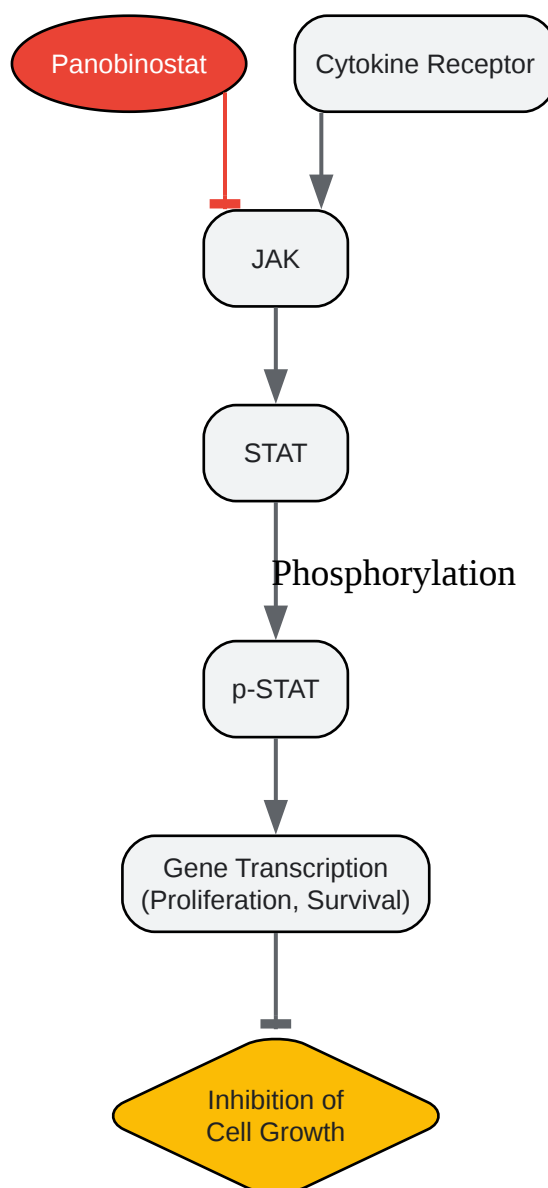 Panobinostat
Cytokine Receptor
JAK
STAT
Phosphorylation
p-STAT
Gene Transcription
(Proliferation, Survival)
Inhibition of
Cell Growth